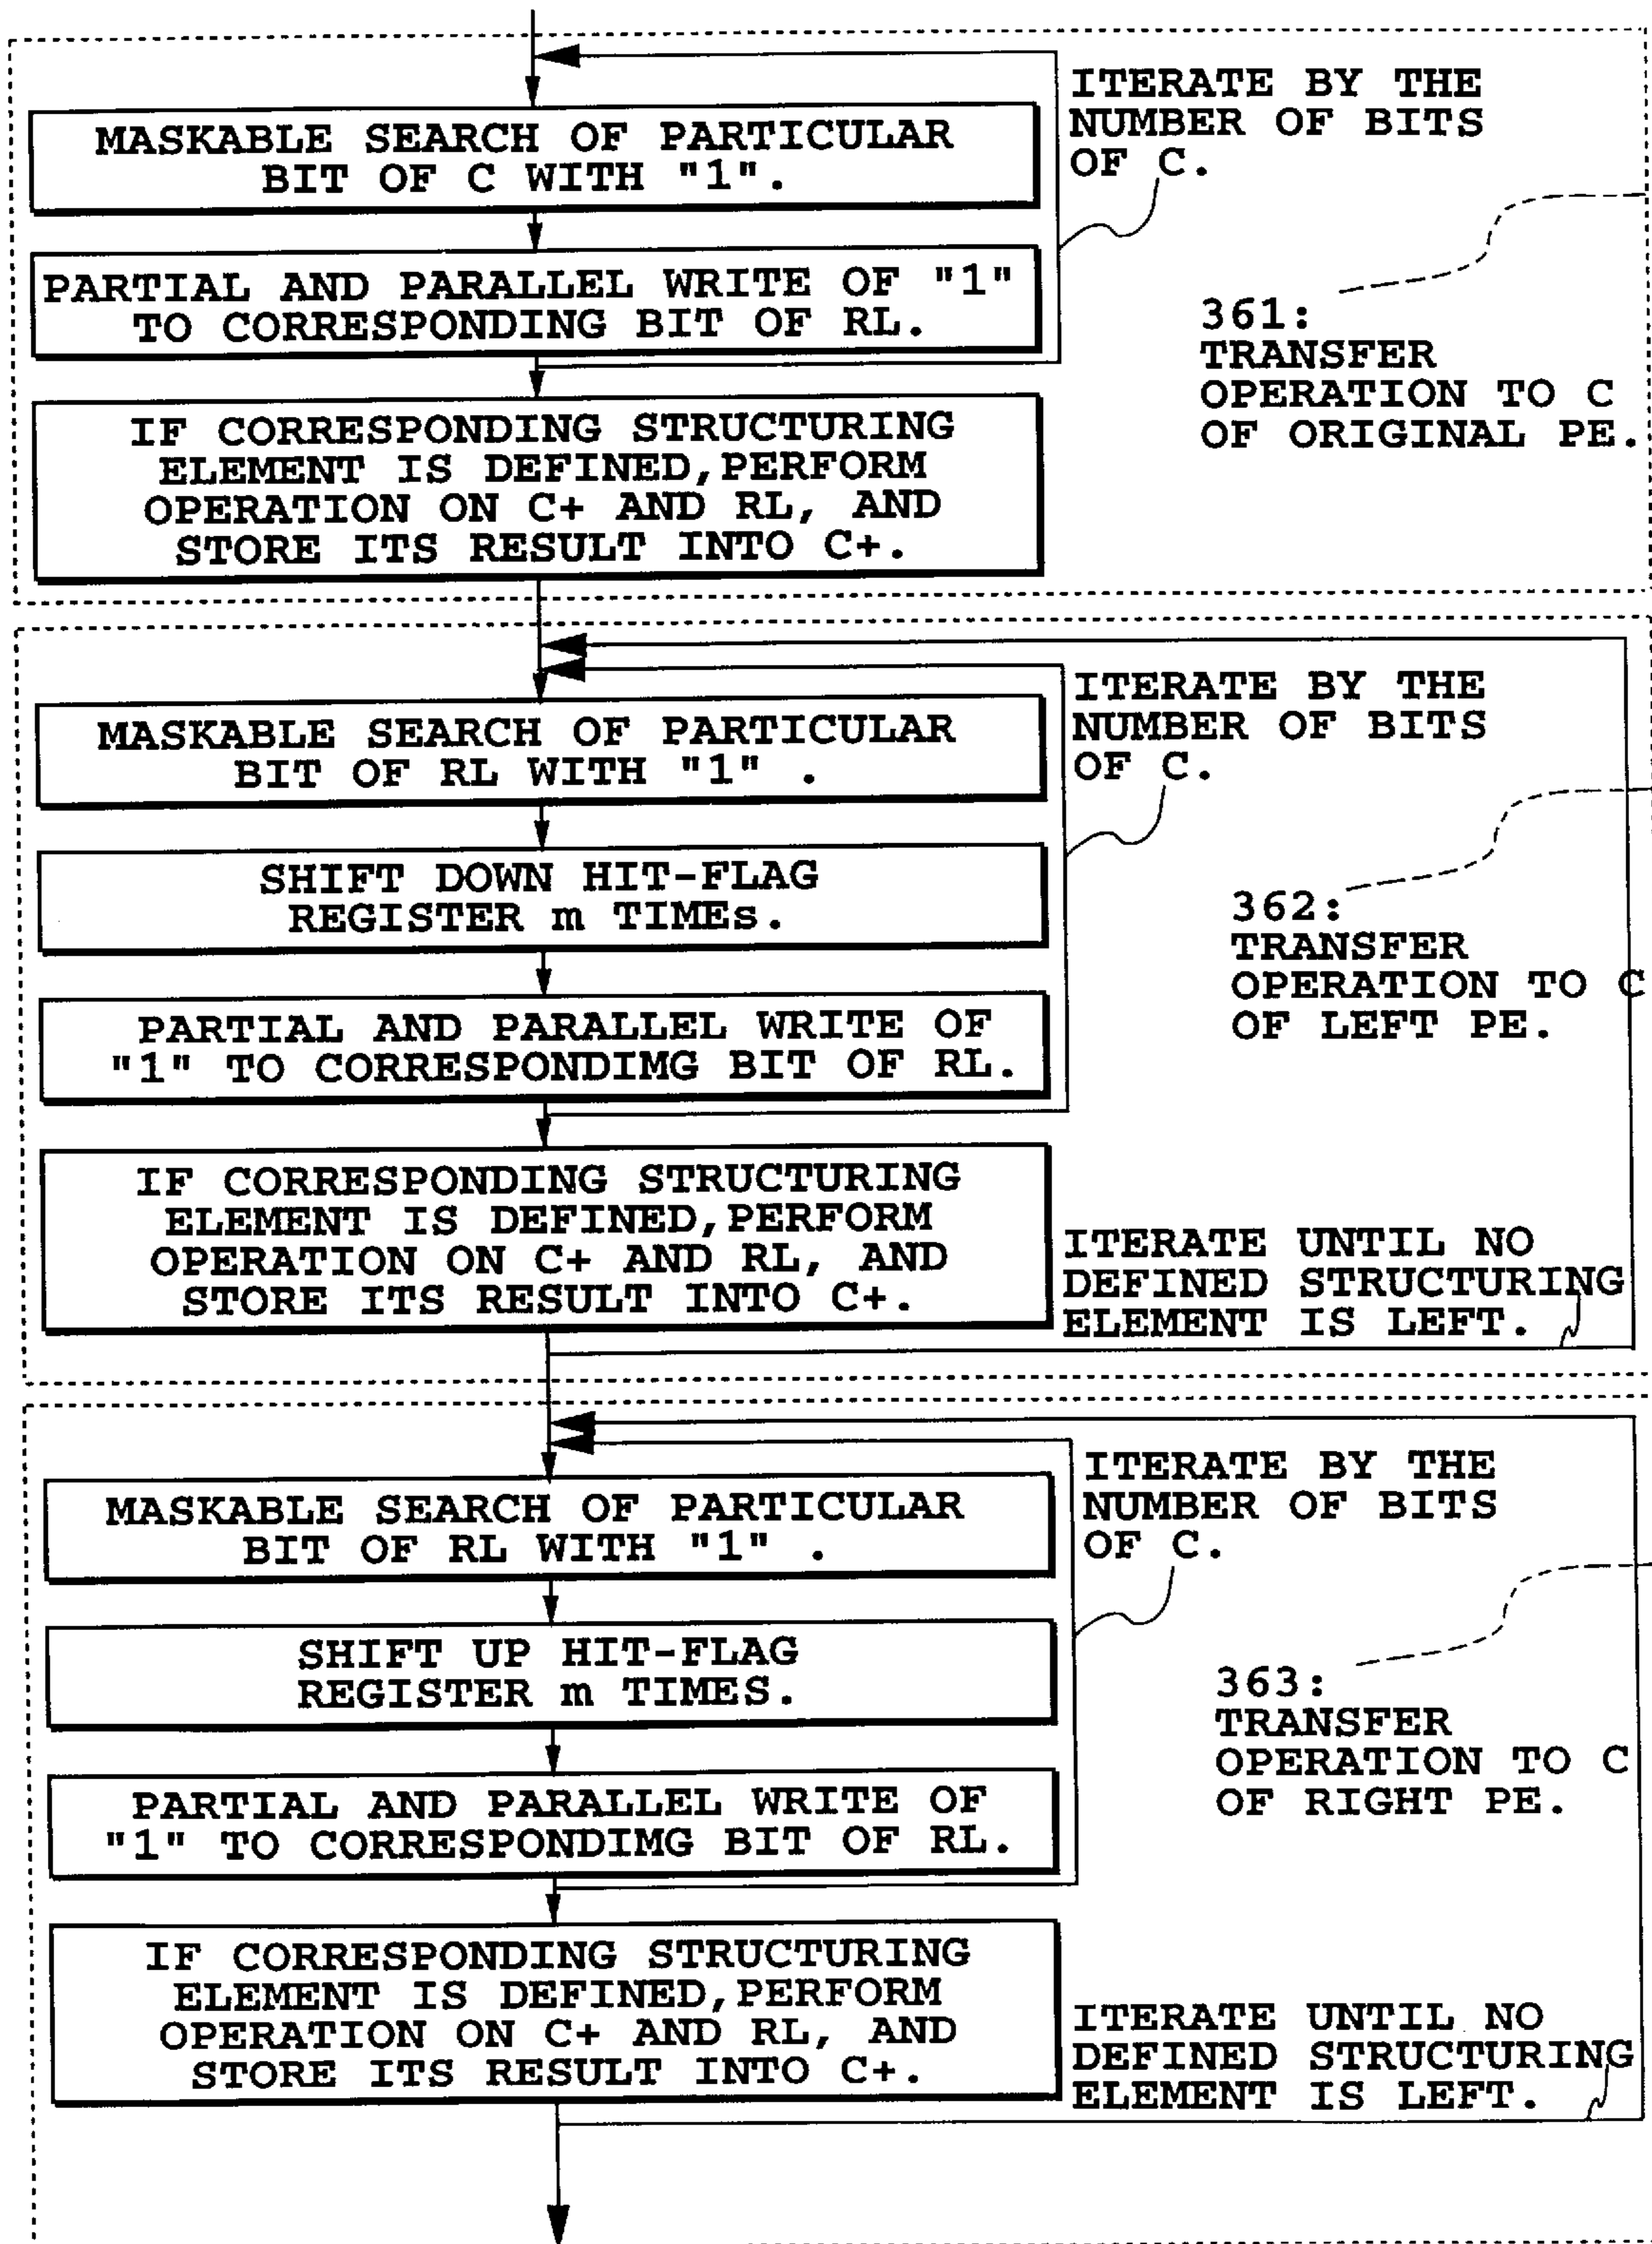 ITERATE BY THE
NUMBER OF BITS
OF C.
MASKABLE SEARCH OF PARTICULAR
BIT OF C WITH "1".
PARTIAL AND PARALLEL WRITE OF "1"
TO CORRESPONDING BIT OF RL.
361:
TRANSFER
OPERATION TO C
OF ORIGINAL PE.
IF CORRESPONDING STRUCTURING
ELEMENT IS DEFINED,PERFORM
OPERATION ON C+ AND RL, AND
STORE ITS RESULT INTO C+.
ITERATE BY THE
NUMBER OF BITS
OF C.
MASKABLE SEARCH OF PARTICULAR
BIT OF RL WITH "1" .
SHIFT DOWN HIT-FLAG
REGISTER m TIMEs.
362:
TRANSFER
OPERATION TO C
OF LEFT PE.
PARTIAL AND PARALLEL WRITE OF
"1" TO CORRESPONDIMG BIT OF RL.
IF CORRESPONDING STRUCTURING
ELEMENT IS DEFINED,PERFORM
OPERATION ON C+ AND RL, AND
STORE ITS RESULT INTO C+.
ITERATE UNTIL NO
DEFINED STRUCTURING
ELEMENT IS LEFT.
ITERATE BY THE
NUMBER OF BITS
OF C.
MASKABLE SEARCH OF PARTICULAR
BIT OF RL WITH "1" .
SHIFT UP HIT-FLAG
REGISTER m TIMES.
363:
TRANSFER
OPERATION TO C
OF RIGHT PE.
PARTIAL AND PARALLEL WRITE OF
"1" TO CORRESPONDIMG BIT OF RL.
IF CORRESPONDING STRUCTURING
ELEMENT IS DEFINED,PERFORM
OPERATION ON C+ AND RL, AND
STORE ITS RESULT INTO C+.
ITERATE UNTIL NO
DEFINED STRUCTURING
ELEMENT IS LEFT.